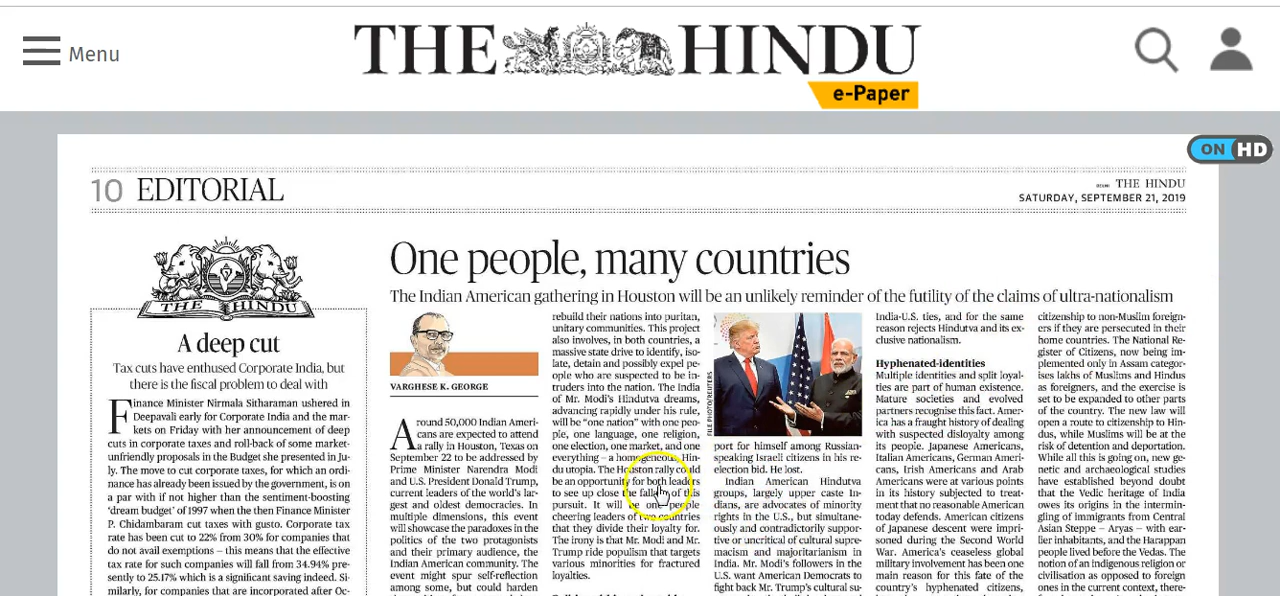 Menu
THE HINDU
e-Paper
ON HD
10 EDITORIAL
THE HINDU
SATURDAY, SEPTEMBER 21, 2019
THE HINDU
A deep cut
Tax cuts have enthused Corporate India, but
there is the fiscal problem to deal with
Finance Minister Nirmala Sitharaman ushered in
Deepavali early for Corporate India and the mar-
kets on Friday with her announcement of deep
cuts in corporate taxes and roll-back of some market-
unfriendly proposals in the Budget she presented in Ju-
ly. The move to cut corporate taxes, for which an ordi-
nance has already been issued by the government, is on
a par with if not higher than the sentiment-boosting
'dream budget' of 1997 when the then Finance Minister
P. Chidambaram cut taxes with gusto. Corporate tax
rate has been cut to 22% from 30% for companies that
do not avail exemptions — this means that the effective
tax rate for such companies will fall from 34.94% pre-
sently to 25.17% which is a significant saving indeed. Si-
milarly, for companies that are incorporated after Oc-
One people, many countries
The Indian American gathering in Houston will be an unlikely reminder of the futility of the claims of ultra-nationalism
VARGHESE K. GEORGE
Around 50,000 Indian Ameri-
cans are expected to attend
a rally in Houston, Texas on
September 22 to be addressed by
Prime Minister Narendra Modi
and U.S. President Donald Trump,
current leaders of the world's lar-
gest and oldest democracies. In
multiple dimensions, this event
will showcase the paradoxes in the
politics of the two protagonists
and their primary audience, the
Indian American community. The
event might spur self-reflection
among some, but could harden
rebuild their nations into puritan,
unitary communities. This project
also involves, in both countries, a
massive state drive to identify, iso-
late, detain and possibly expel peo-
ple who are suspected to be in-
truders into the nation. The India
of Mr. Modi's Hindutva dreams,
advancing rapidly under his rule,
will be "one nation" with one peo-
ple, one language, one religion,
one election, one market, and one
everything – a homogeneous, Hin-
du utopia. The Houston rally could
be an opportunity for both leaders
to see up close the fallacy of this
pursuit. It will be one people
cheering leaders of two countries
that they divide their loyalty for.
The irony is that Mr. Modi and Mr.
Trump ride populism that targets
various minorities for fractured
loyalties.
FILE PHOTO/REUTERS
port for himself among Russian-
speaking Israeli citizens in his re-
election bid. He lost.
Indian American Hindutva
groups, largely upper caste In-
dians, are advocates of minority
rights in the U.S., but simultane-
ously and contradictorily suppor-
tive or uncritical of cultural supre-
macism and majoritarianism in
India. Mr. Modi's followers in the
U.S. want American Democrats to
fight back Mr. Trump's cultural su-
India-U.S. ties, and for the same
reason rejects Hindutva and its ex-
clusive nationalism.
Hyphenated-identities
Multiple identities and split loyal-
ties are part of human existence.
Mature societies and evolved
partners recognise this fact. Amer-
ica has a fraught history of dealing
with suspected disloyalty among
its people. Japanese Americans,
Italian Americans, German Amer-
icans, Irish Americans and Arab
Americans were at various points
in its history subjected to treat-
ment that no reasonable American
today defends. American citizens
of Japanese descent were impri-
soned during the Second World
War. America's ceaseless global
military involvement has been one
main reason for this fate of the
country's hyphenated citizens,
citizenship to non-Muslim foreign-
ers if they are persecuted in their
home countries. The National Re-
gister of Citizens, now being im-
plemented only in Assam categor-
ises lakhs of Muslims and Hindus
as foreigners, and the exercise is
set to be expanded to other parts
of the country. The new law will
open a route to citizenship to Hin-
dus, while Muslims will be at the
risk of detention and deportation.
While all this is going on, new ge-
netic and archaeological studies
have established beyond doubt
that the Vedic heritage of India
owes its origins in the intermin-
gling of immigrants from Central
Asian Steppe – Aryas – with ear-
lier inhabitants, and the Harappan
people lived before the Vedas. The
notion of an indigenous religion or
civilisation as opposed to foreign
ones in the current context, there-